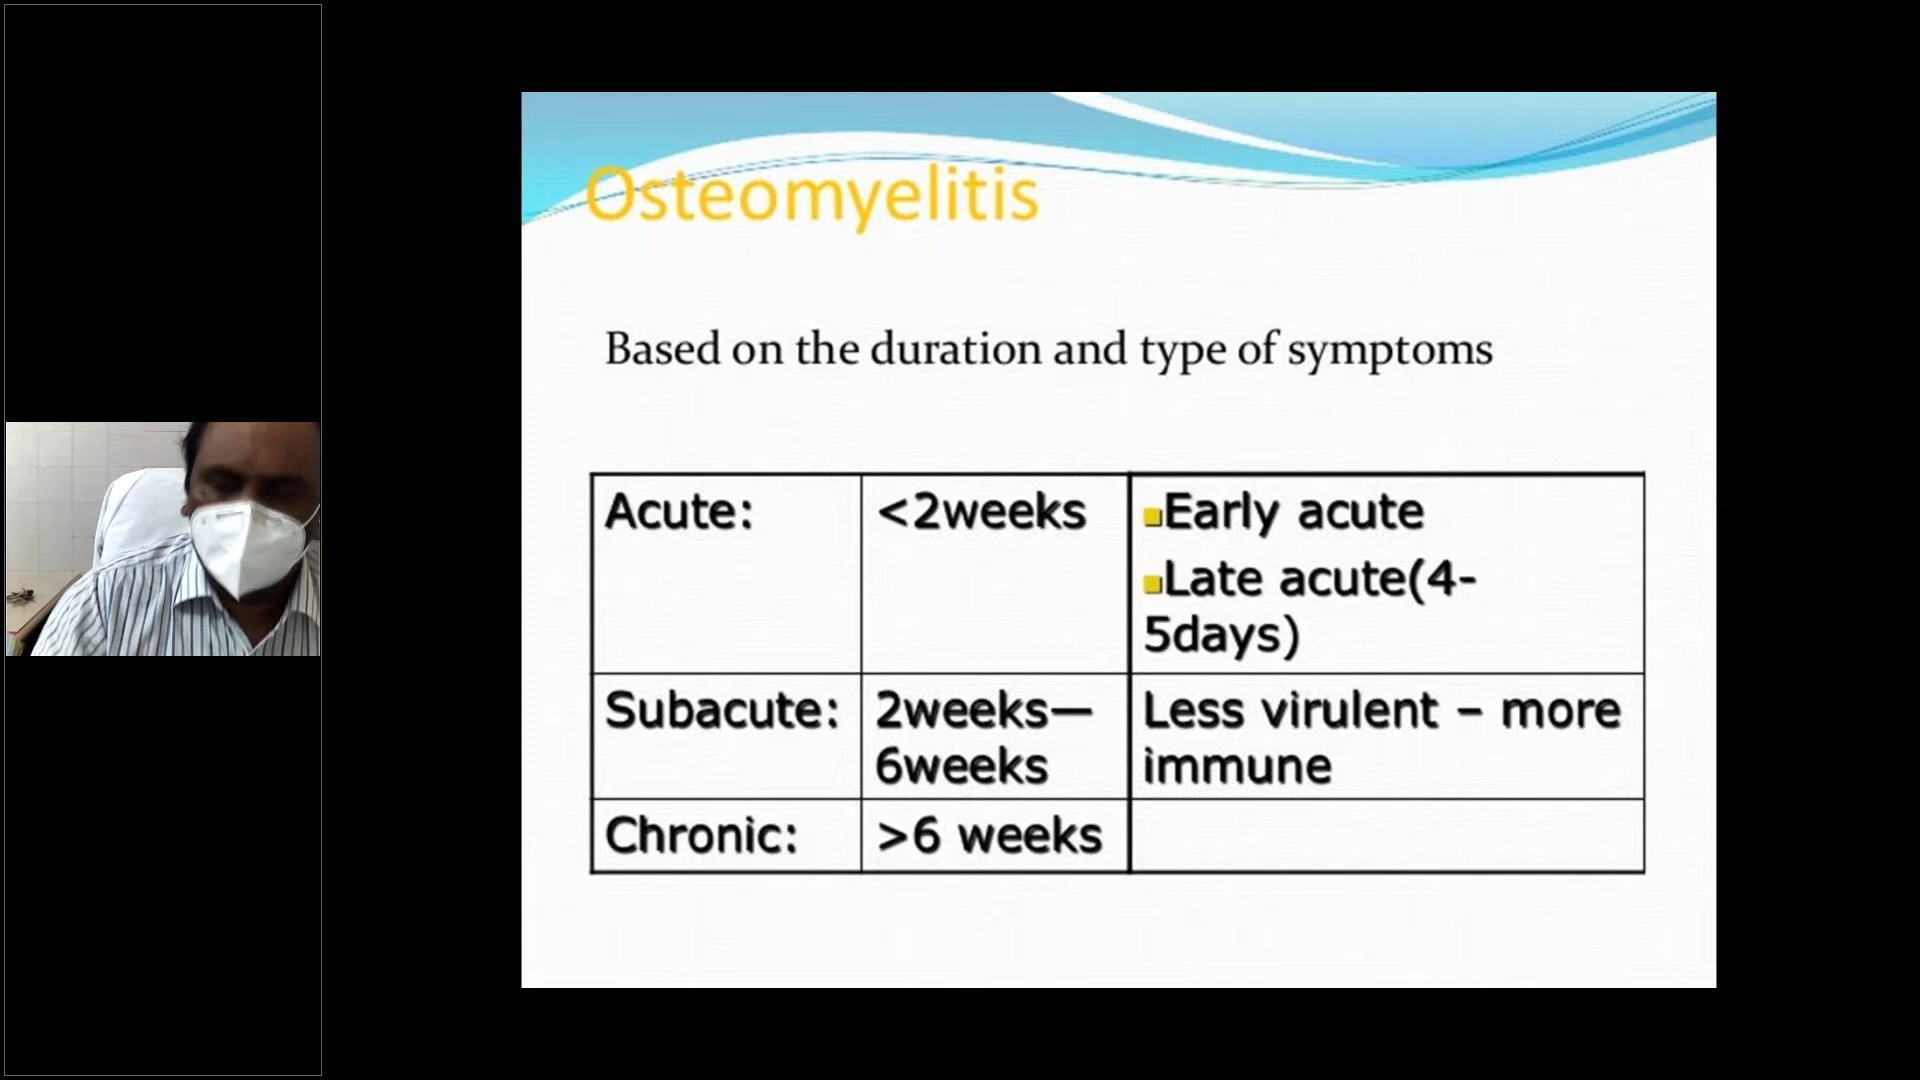 Osteomyelitis
Based on the duration and type of symptoms
Acute:
<2weeks
Early acute
Late acute(4-
5days)
Subacute:
2weeks—
6weeks
Less virulent – more
immune
Chronic:
>6 weeks